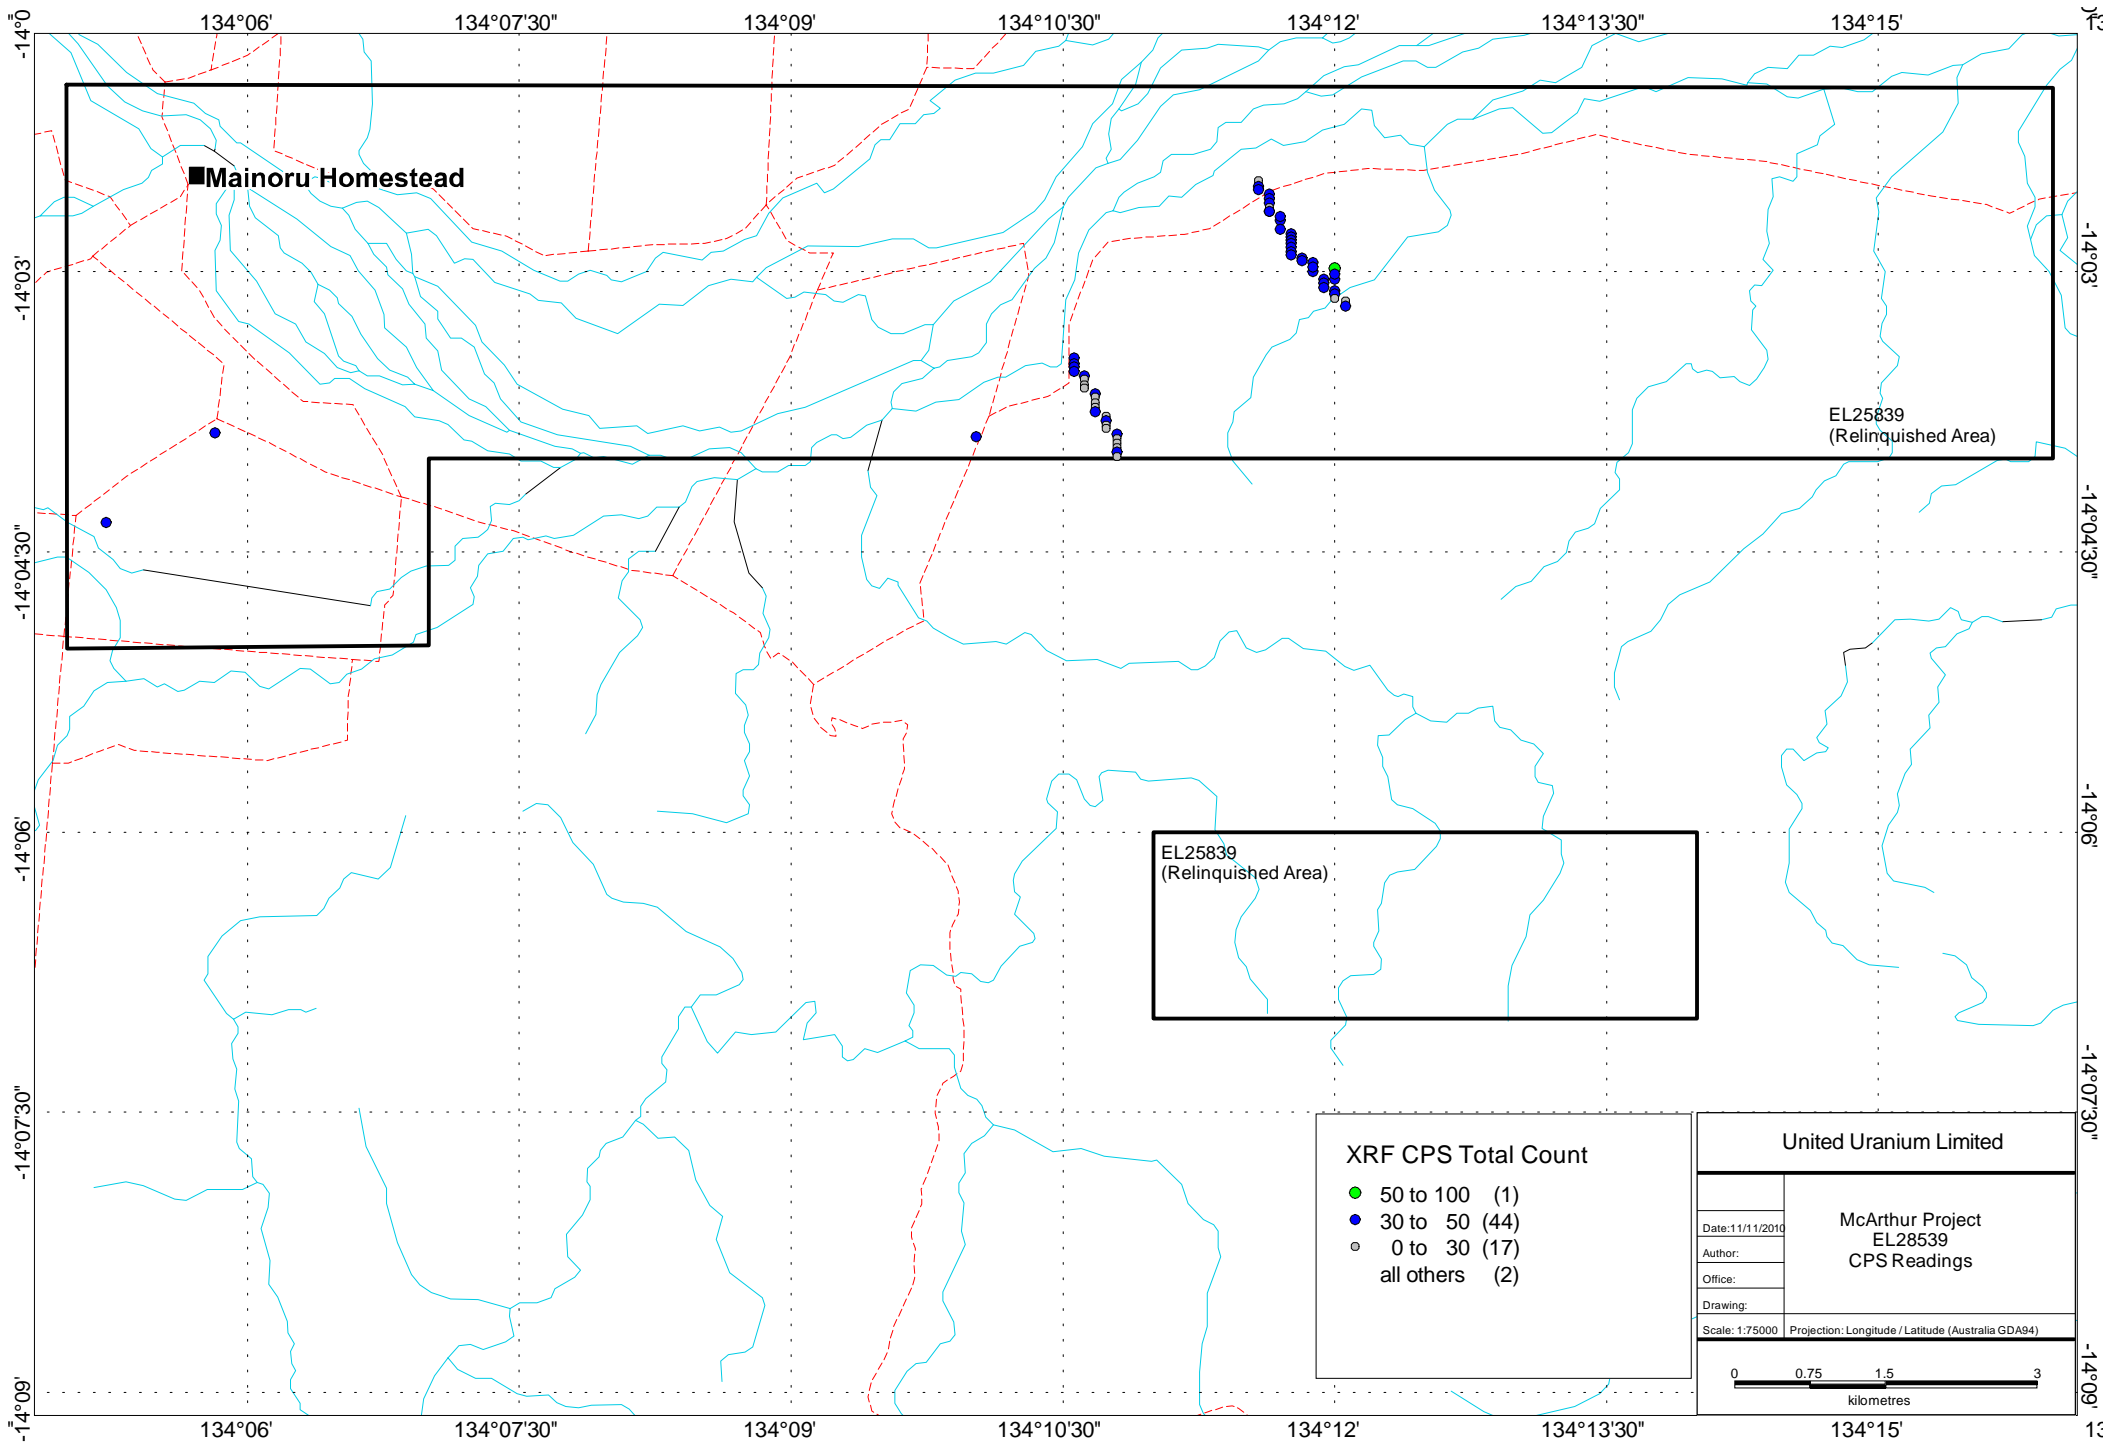 134°06' 134°07'30" 134°09' 134°10'30" 134°12' 134°13'30" 134°15'
-14°0
Mainoru Homestead
-14°03'
-14°03'
EL25839
(Relinquished Area)
-14°04'30"
-14°04'30"
-14°06'
-14°06'
EL25839
(Relinquished Area)
-14°07'30"
-14°07'30"
XRF CPS Total Count
50 to 100 (1)
30 to 50 (44)
0 to 30 (17)
all others (2)
United Uranium Limited
McArthur Project
EL28539
CPS Readings
Date:11/11/2010
Author:
Office:
Drawing:
Scale: 1:75000 Projection: Longitude / Latitude (Australia GDA94)
0 0.75 1.5 3
kilometres
-14°09'
-14°09'
134°06' 134°07'30" 134°09' 134°10'30" 134°12' 134°13'30" 134°15'